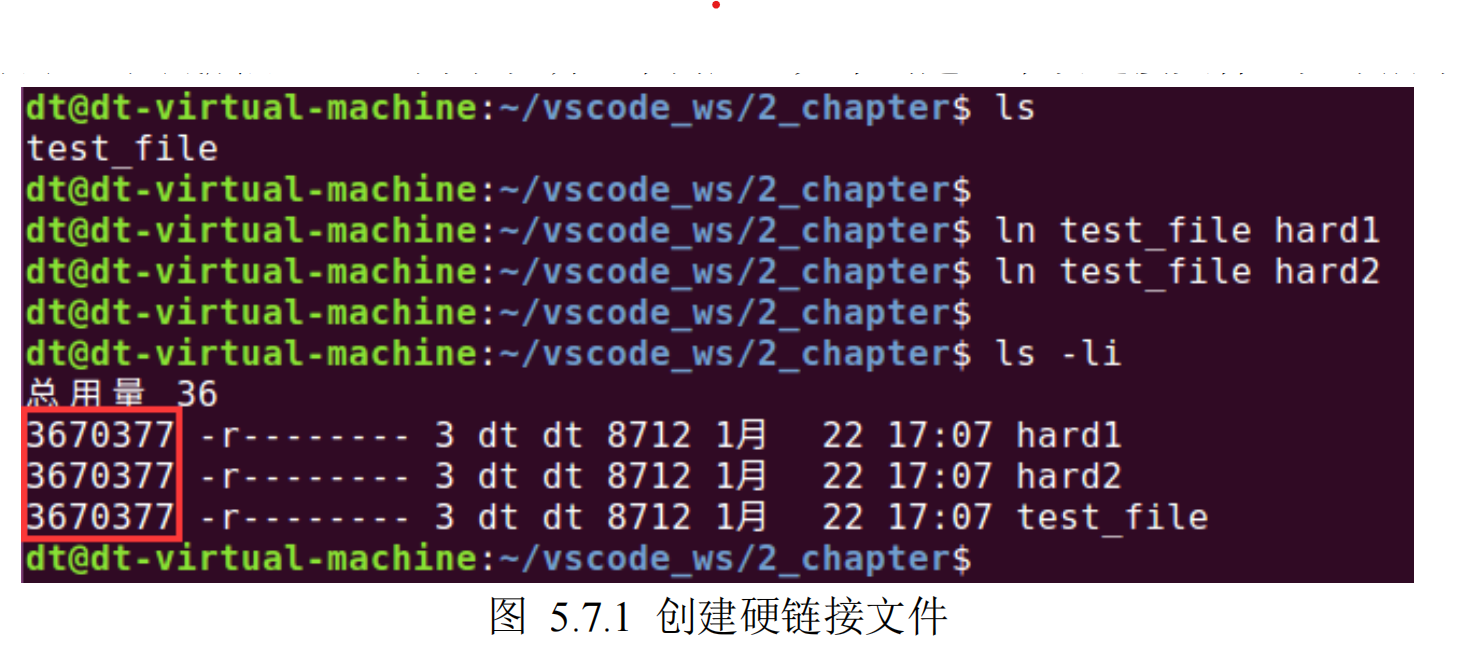 dt@dt-virtual-machine:~/vscode_ws/2_chapter$ ls
test_file
dt@dt-virtual-machine:~/vscode_ws/2_chapter$
dt@dt-virtual-machine:~/vscode_ws/2_chapter$ ln test_file hard1
dt@dt-virtual-machine:~/vscode_ws/2_chapter$ ln test_file hard2
dt@dt-virtual-machine:~/vscode_ws/2_chapter$
dt@dt-virtual-machine:~/vscode_ws/2_chapter$ ls -li
总用量 36
3670377 -r-------- 3 dt dt 8712 1月  22 17:07 hard1
3670377 -r-------- 3 dt dt 8712 1月  22 17:07 hard2
3670377 -r-------- 3 dt dt 8712 1月  22 17:07 test_file
dt@dt-virtual-machine:~/vscode_ws/2_chapter$
图 5.7.1 创建硬链接文件